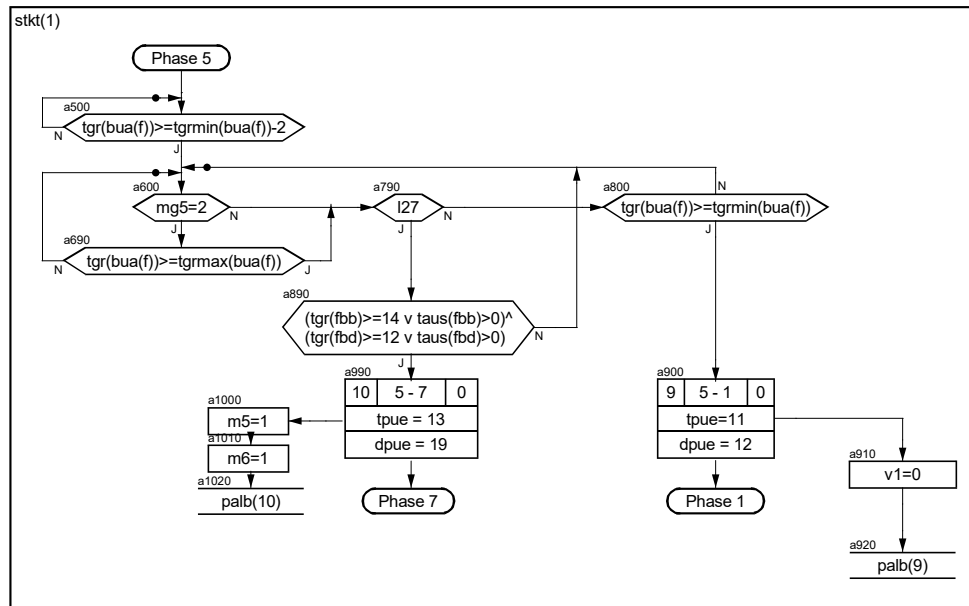 stkt(1)
Phase 5
a500
tgr(bua(f))>=tgrmin(bua(f))-2
N
J
a600
mg5=2
N
J
a790
l27
N
J
a800
N
tgr(bua(f))>=tgrmin(bua(f))
J
a690
tgr(bua(f))>=tgrmax(bua(f))
N
J
a890
(tgr(fbb)>=14 v taus(fbb)>0)^
(tgr(fbd)>=12 v taus(fbd)>0)
N
J
a990
10 5 - 7 0
tpue = 13
dpue = 19
a900
9 5 - 1 0
tpue=11
dpue = 12
a1000
m5=1
a1010
m6=1
a1020
palb(10)
Phase 7
Phase 1
a910
v1=0
a920
palb(9)